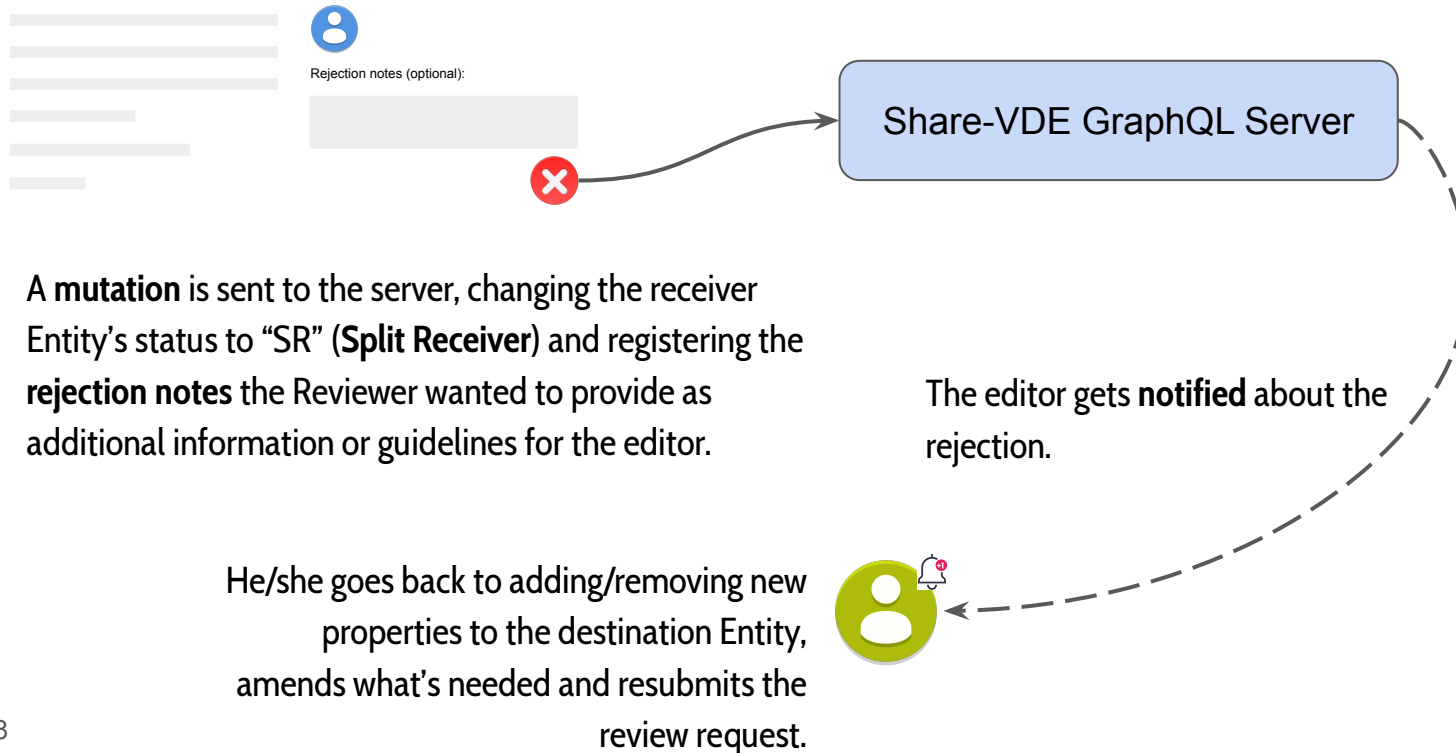 Rejection notes (optional):
Share-VDE GraphQL Server
A mutation is sent to the server, changing the receiver
Entity’s status to “SR” (Split Receiver) and registering the
rejection notes the Reviewer wanted to provide as
additional information or guidelines for the editor.
The editor gets notified about the
rejection.
+1
He/she goes back to adding/removing new
properties to the destination Entity,
amends what's needed and resubmits the
review request.